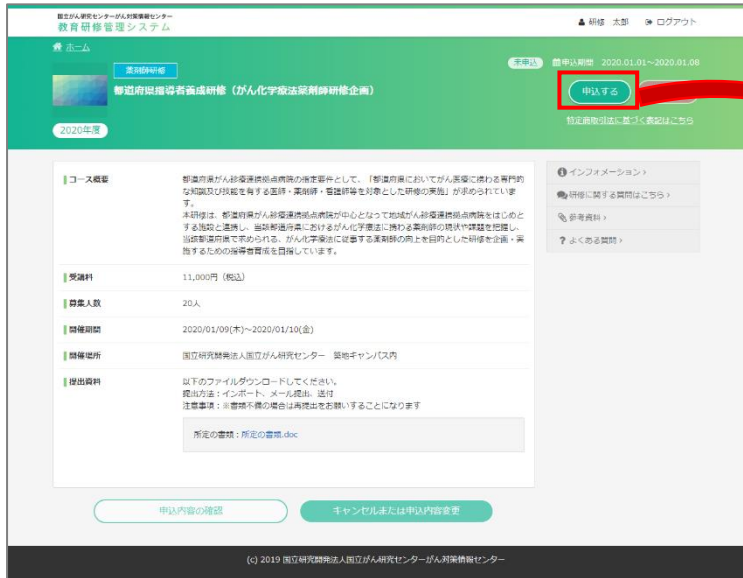 国立がん研究センターがん対策情報センター
教育研修管理システム
研修 太郎 ログアウト
ホーム
薬剤師研修
都道府県指導者養成研修（がん化学療法薬剤師研修企画）
2020年度
未申込 申込期間 2020.01.01～2020.01.08
申込する
特定商取引法に基づく表記はこちら
コース概要
都道府県がん診療連携拠点病院の指定要件として、「都道府県においてがん医療に携わる専門的
な知識及び技能を有する医師・薬剤師・看護師等を対象とした研修の実施」が求められていま
す。
本研修は、都道府県がん診療連携拠点病院が中心となって地域がん診療連携拠点病院をはじめと
する施設と連携し、当該都道府県におけるがん化学療法に携わる薬剤師の現状や課題を把握し、
当該都道府県で求められる、がん化学療法に従事する薬剤師の向上を目的とした研修を企画・実
施するための指導者育成を目指しています。
受講料 11,000円（税込）
募集人数 20人
開催期間 2020/01/09(木)～2020/01/10(金)
開催場所 国立研究開発法人国立がん研究センター 築地キャンパス内
提出資料 以下のファイルダウンロードしてください。
提出方法：インポート、メール提出、送付
注意事項：※書類不備の場合は再提出をお願いすることになります
所定の書類：所定の書類.doc
インフォメーション ›
研修に関する質問はこちら ›
参考資料 ›
よくある質問 ›
申込内容の確認 キャンセルまたは申込内容変更
(c) 2019 国立研究開発法人国立がん研究センターがん対策情報センター